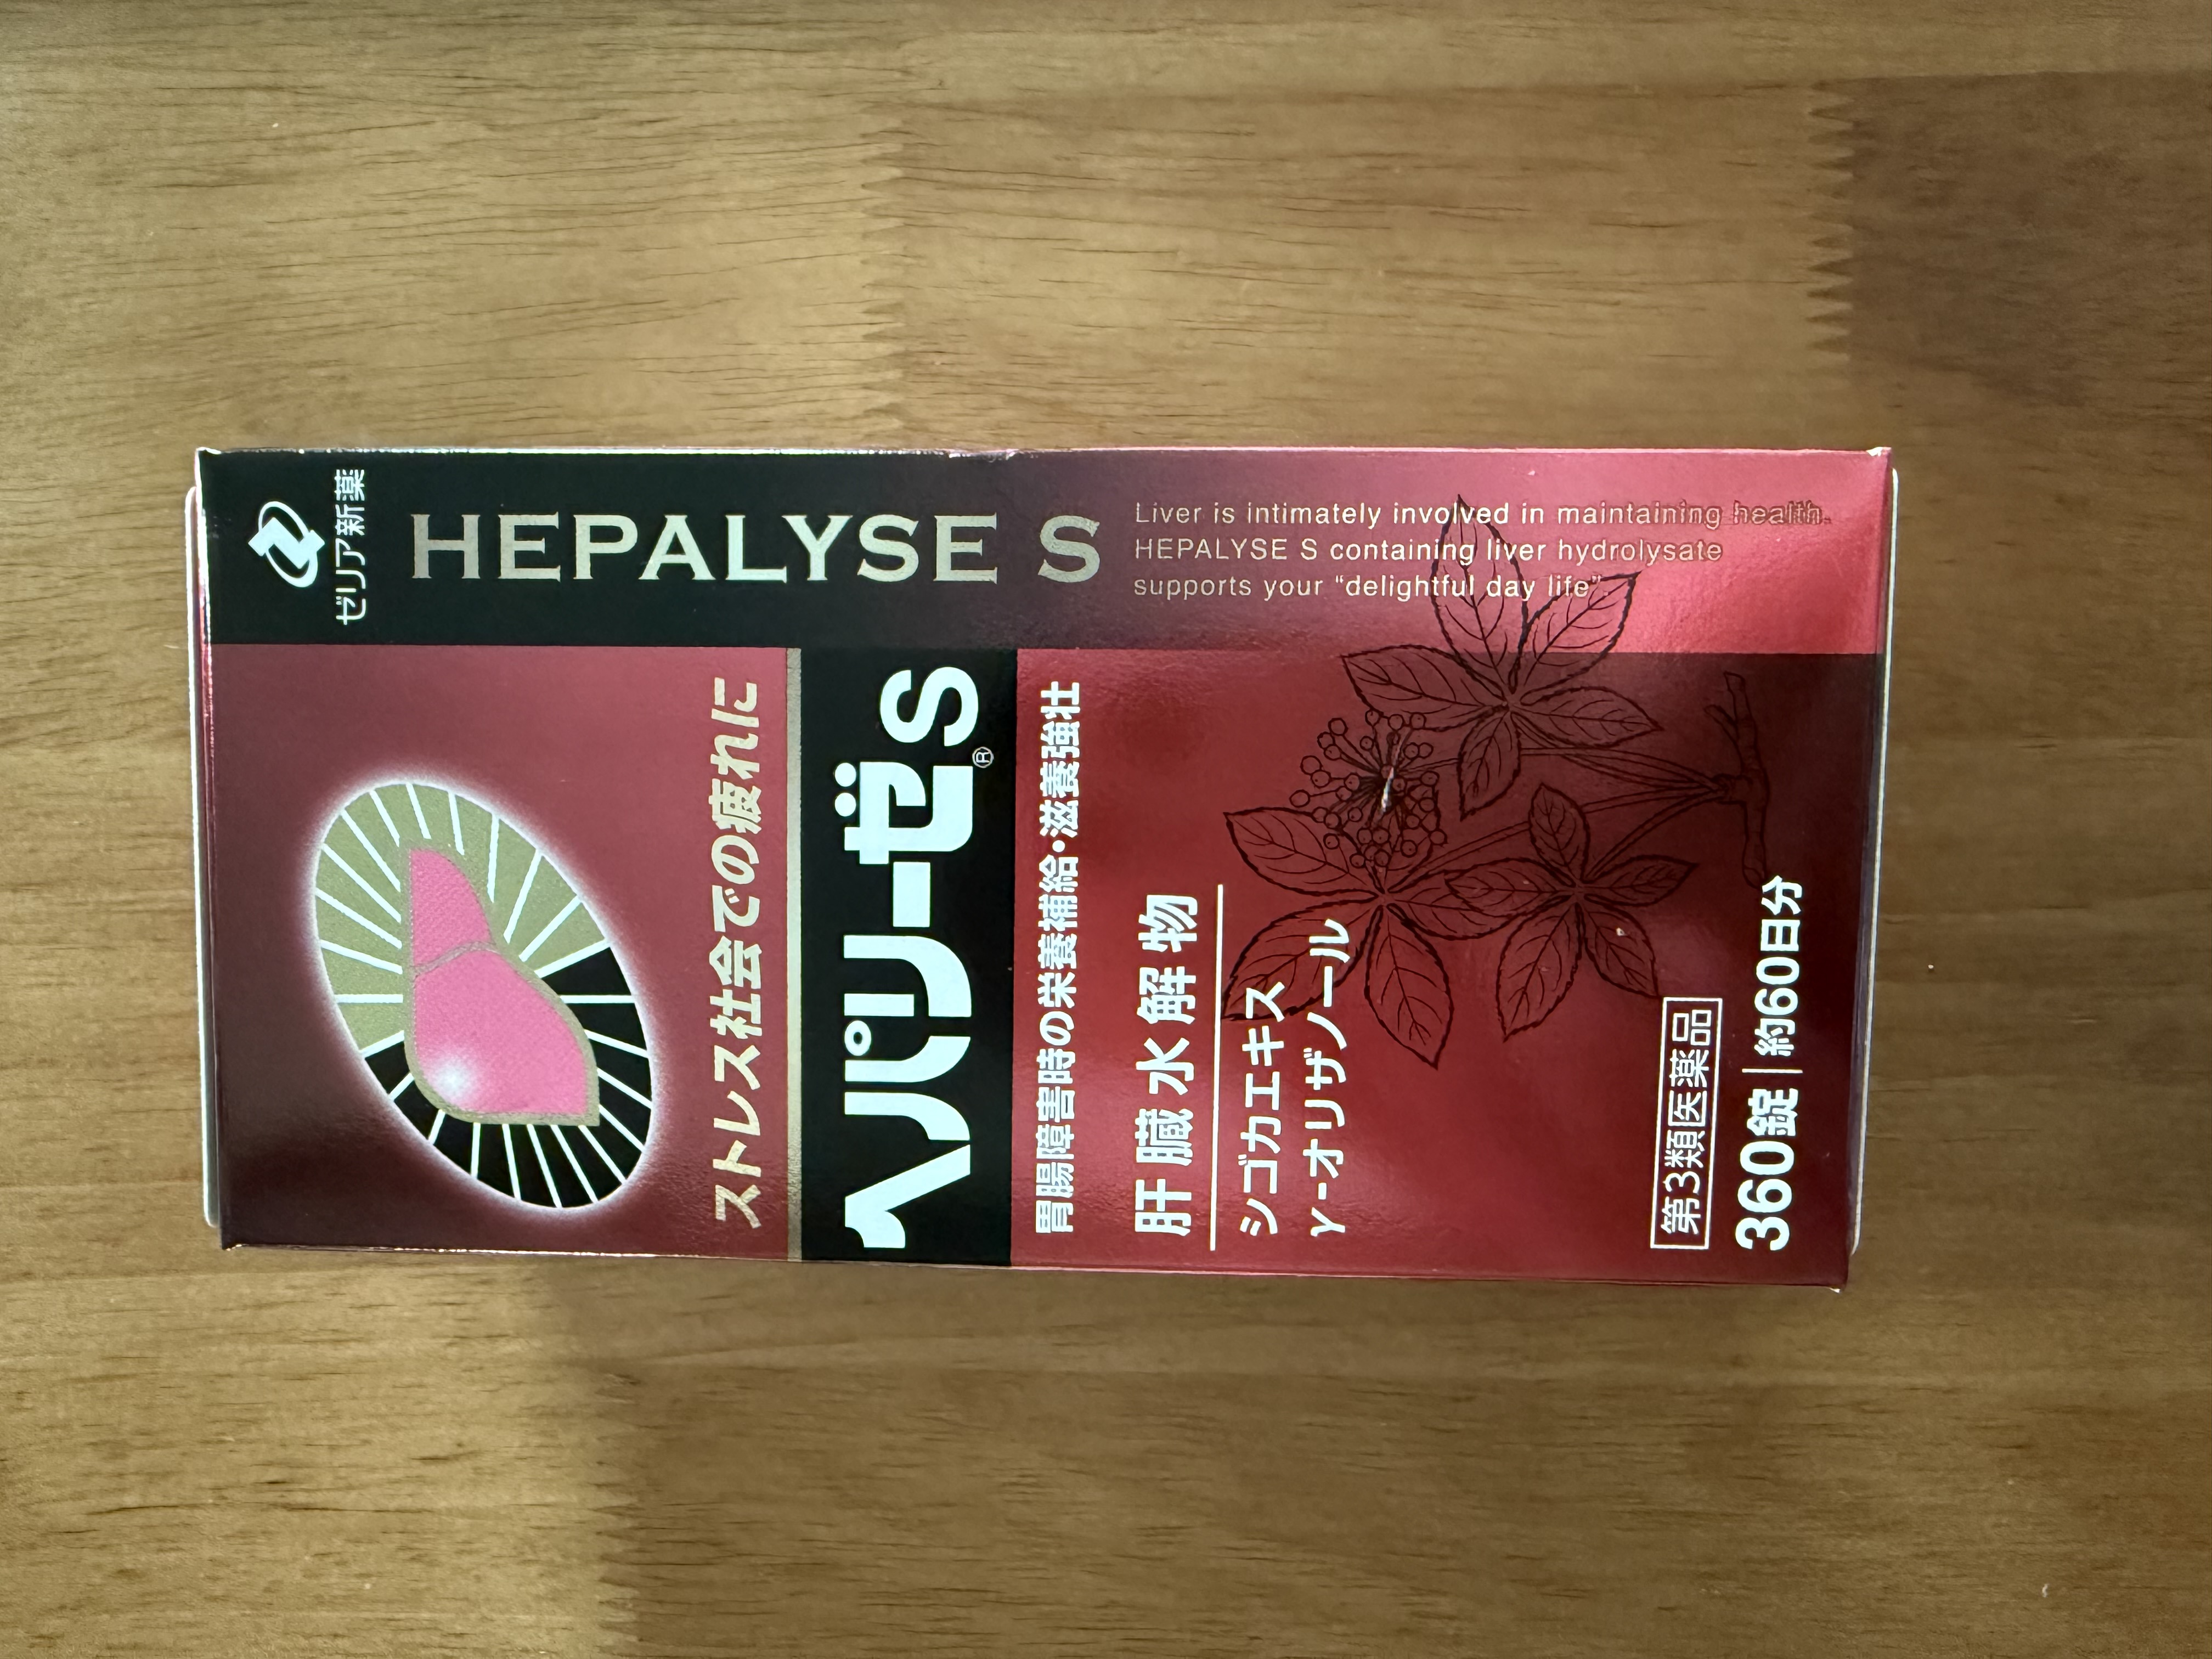 ゼリア新薬
HEPALYSE S
Liver is intimately involved in maintaining health.
HEPALYSE S containing liver hydrolysate
supports your “delightful day life”.
ストレス社会での疲れに
ヘパリーゼS®
胃腸障害時の栄養補給・滋養強壮
肝臓水解物
シゴカエキス
γ-オリザノール
第3類医薬品
360錠 | 約60日分